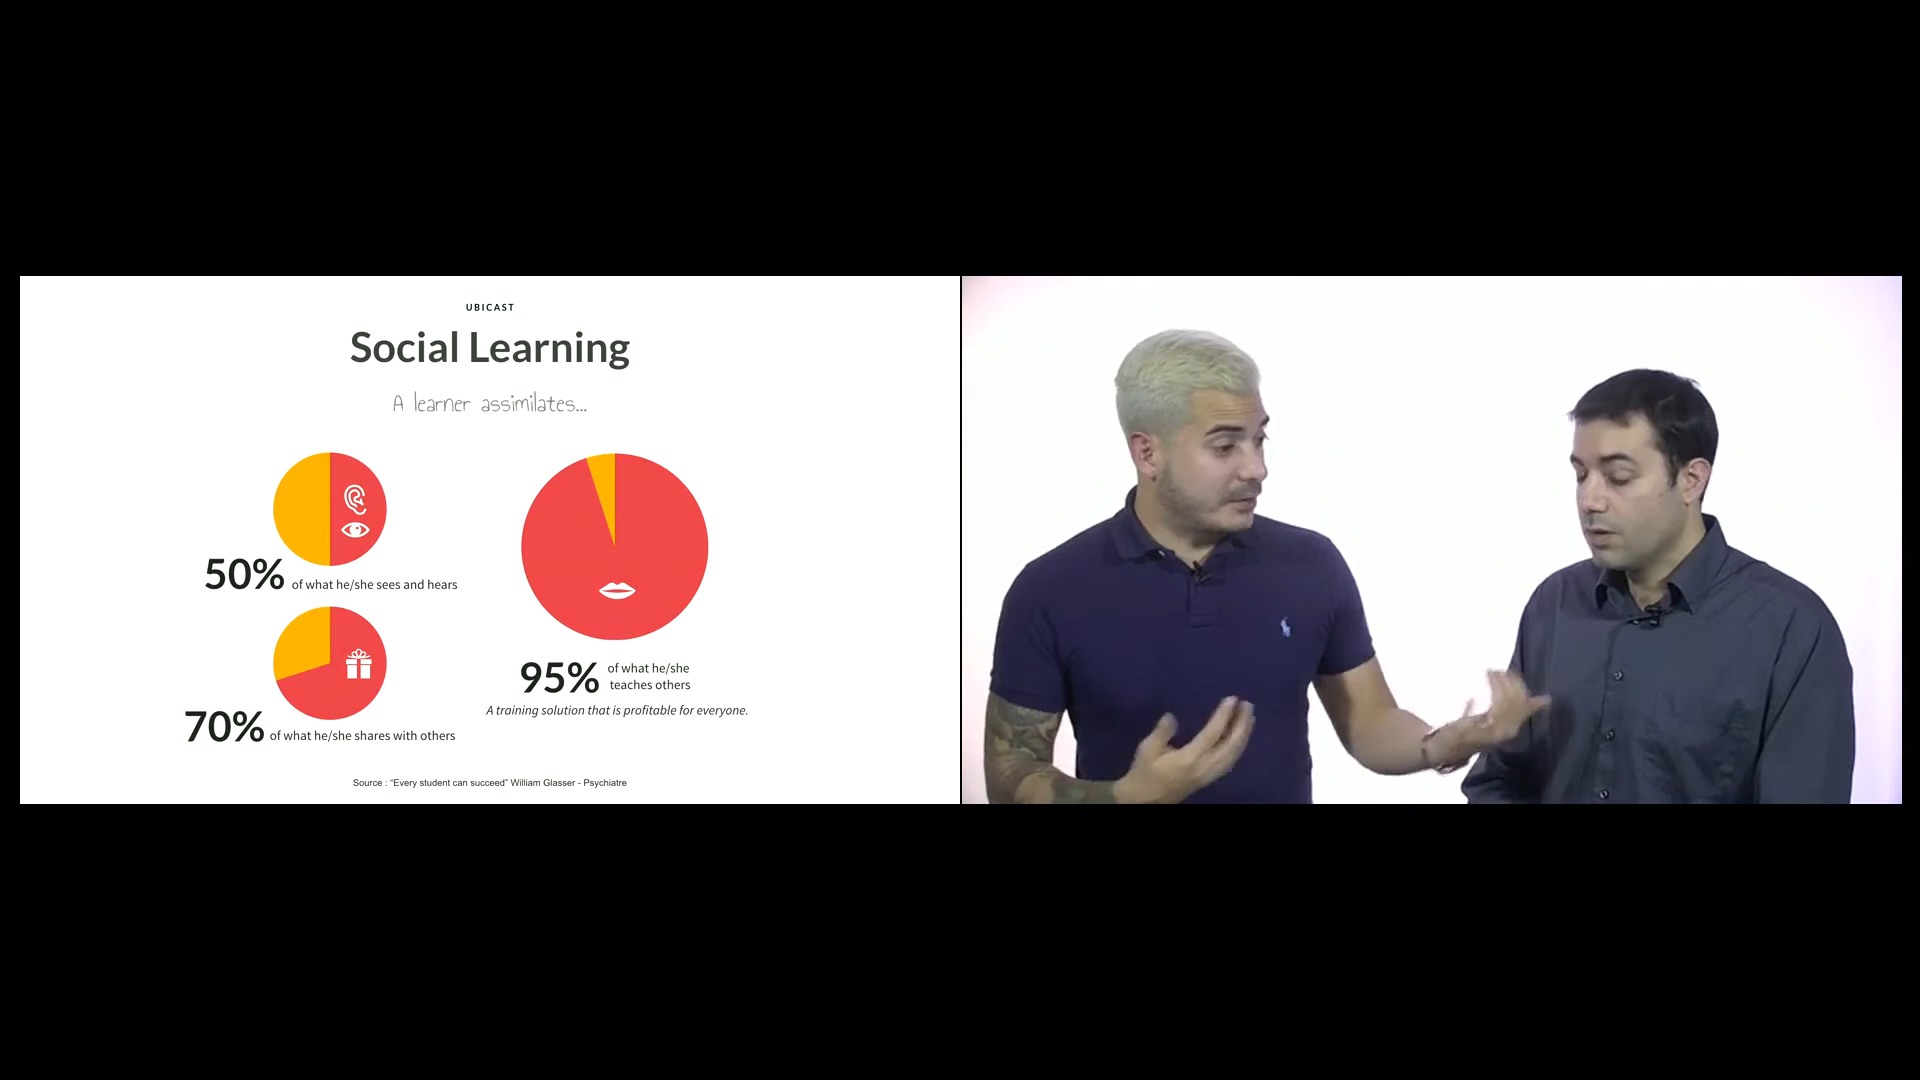 UBICAST
Social Learning
A learner assimilates...
50% of what he/she sees and hears
70% of what he/she shares with others
95% of what he/she
teaches others
A training solution that is profitable for everyone.
Source : “Every student can succeed” William Glasser - Psychiatre